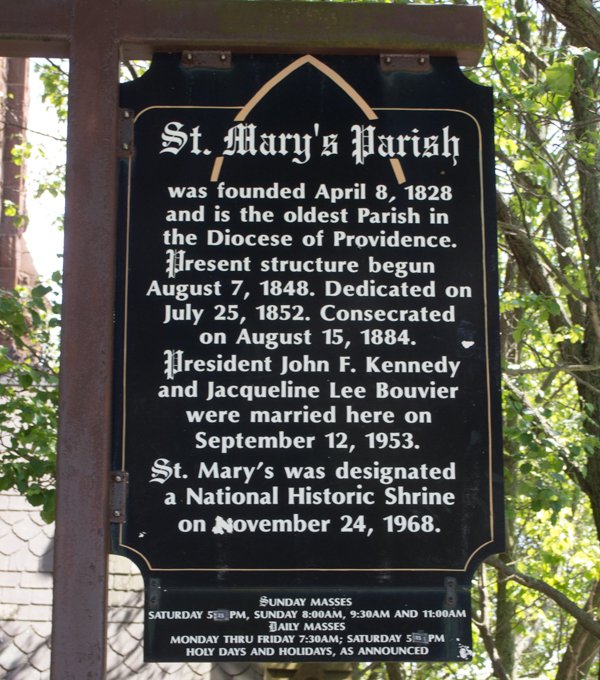 St. Mary's Parish
was founded April 8, 1828
and is the oldest Parish in
the Diocese of Providence.
Present structure begun
August 7, 1848. Dedicated on
July 25, 1852. Consecrated
on August 15, 1884.
President John F. Kennedy
and Jacqueline Lee Bouvier
were married here on
September 12, 1953.
St. Mary's was designated
a National Historic Shrine
on November 24, 1968.
SUNDAY MASSES
SATURDAY PM, SUNDAY 8:00AM, 9:30AM AND 11:00AM
DAILY MASSES
MONDAY THRU FRIDAY 7:30AM; SATURDAY PM
HOLY DAYS AND HOLIDAYS, AS ANNOUNCED